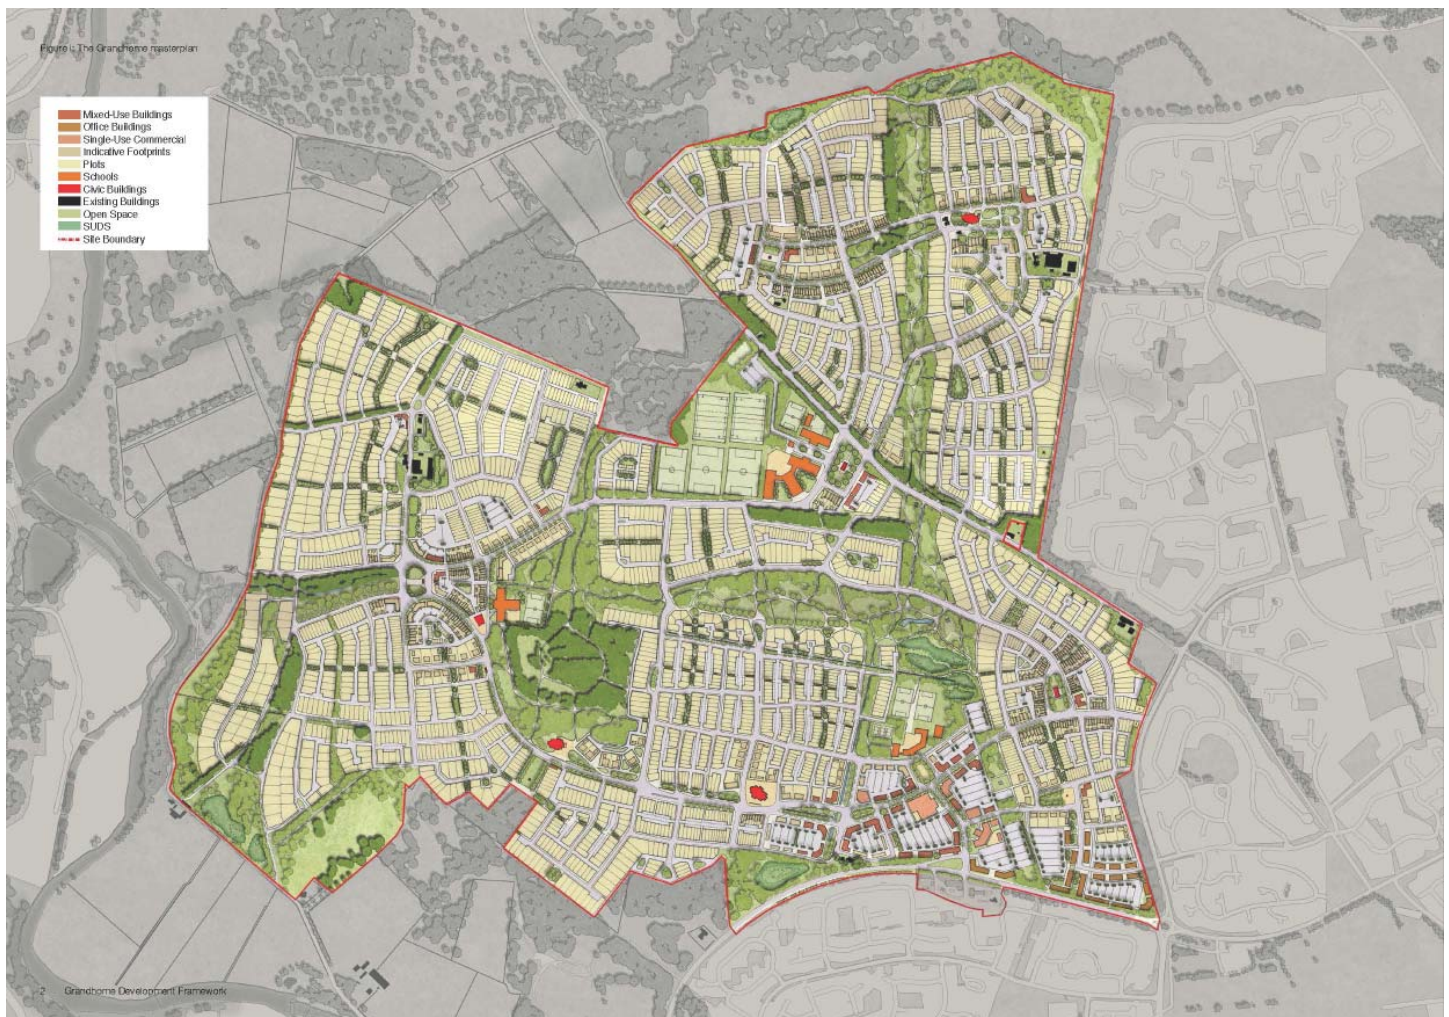 Figure i: The Grandhome masterplan
Mixed-Use Buildings
Office Buildings
Single-Use Commercial
Indicative Footprints
Plots
Schools
Civic Buildings
Existing Buildings
Open Space
SUDS
Site Boundary
2 Grandhome Development Framework